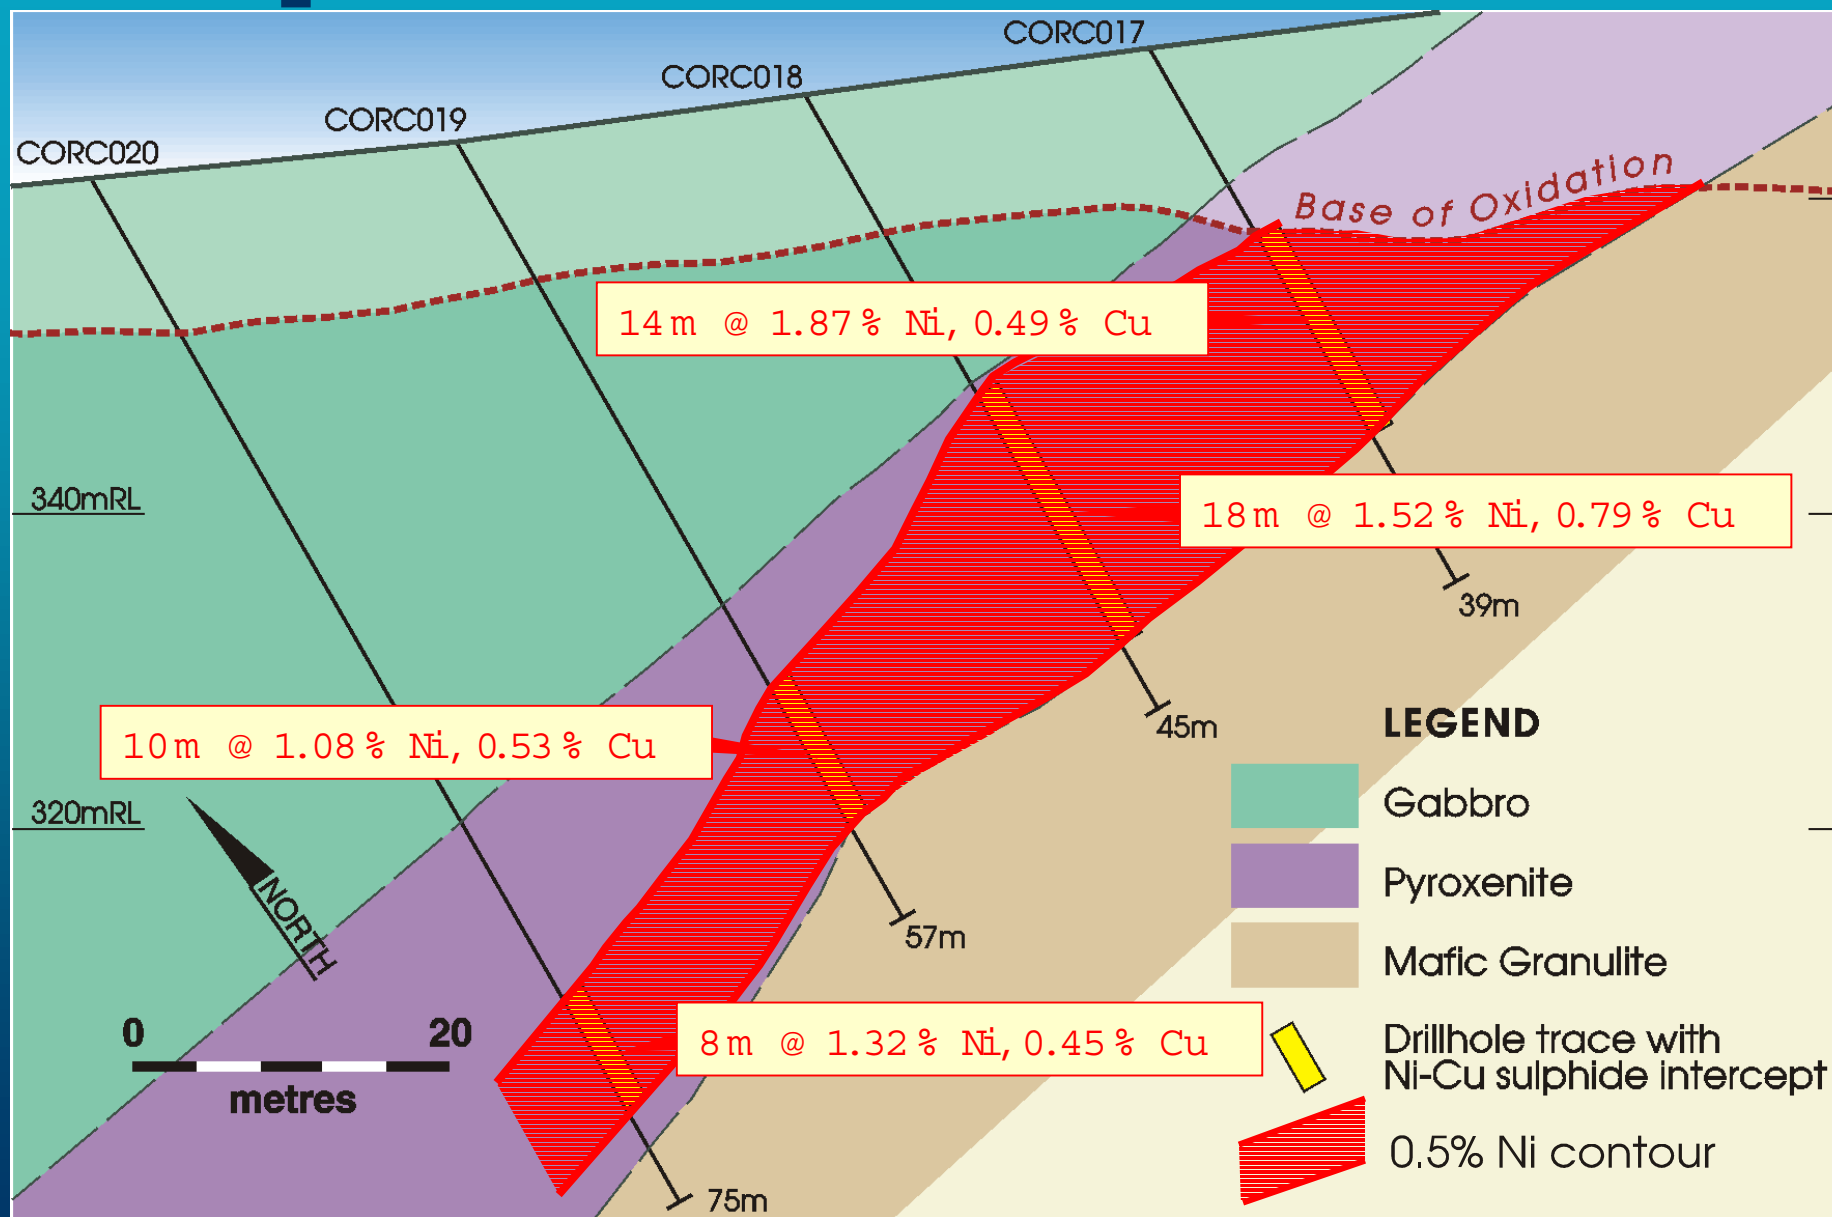 CORC017
CORC018
CORC019
CORC020
Base of Oxidation
14m @ 1.87% Ni, 0.49% Cu
340mRL
18m @ 1.52% Ni, 0.79% Cu
39m
45m
LEGEND
10m @ 1.08% Ni, 0.53% Cu
Gabbro
320mRL
Pyroxenite
NORTH
57m
Mafic Granulite
0 20
metres
8m @ 1.32% Ni, 0.45% Cu
Drillhole trace with
Ni-Cu sulphide intercept
0.5% Ni contour
75m